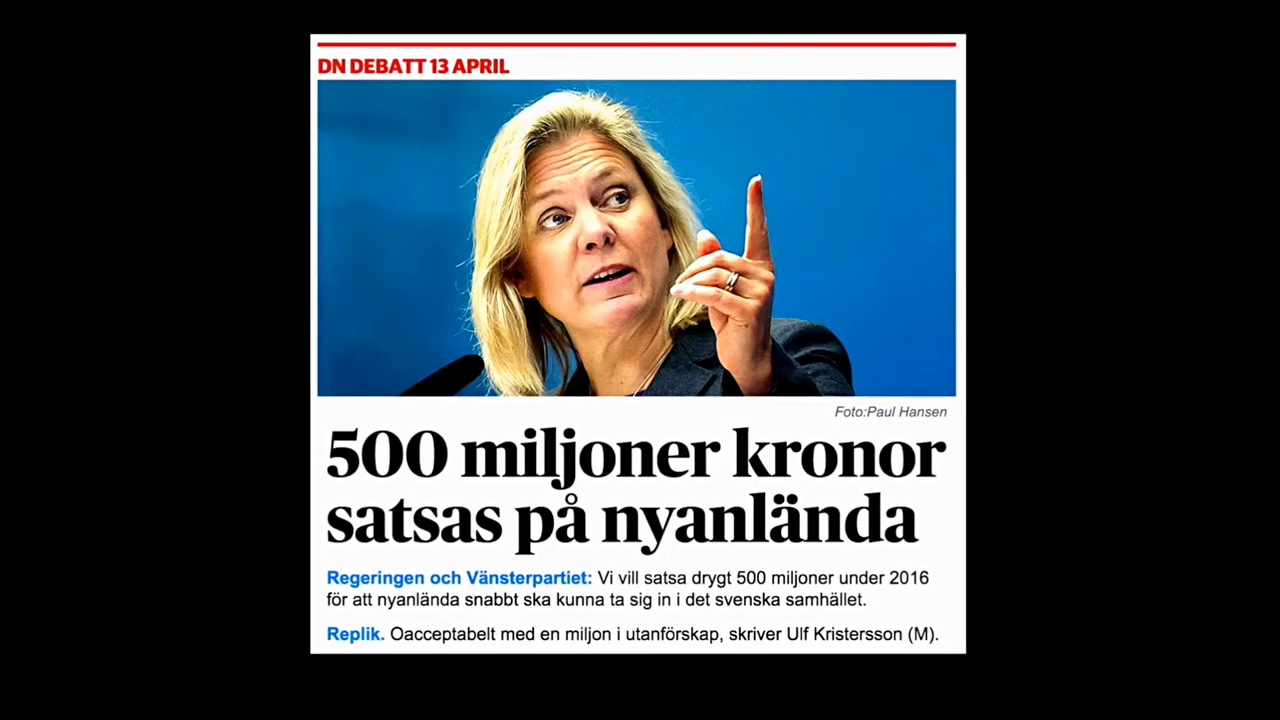 DN DEBATT 13 APRIL
Foto:Paul Hansen
500 miljoner kronor
satsas på nyanlända
Regeringen och Vänsterpartiet: Vi vill satsa drygt 500 miljoner under 2016
för att nyanlända snabbt ska kunna ta sig in i det svenska samhället.
Replik. Oacceptabelt med en miljon i utanförskap, skriver Ulf Kristersson (M).